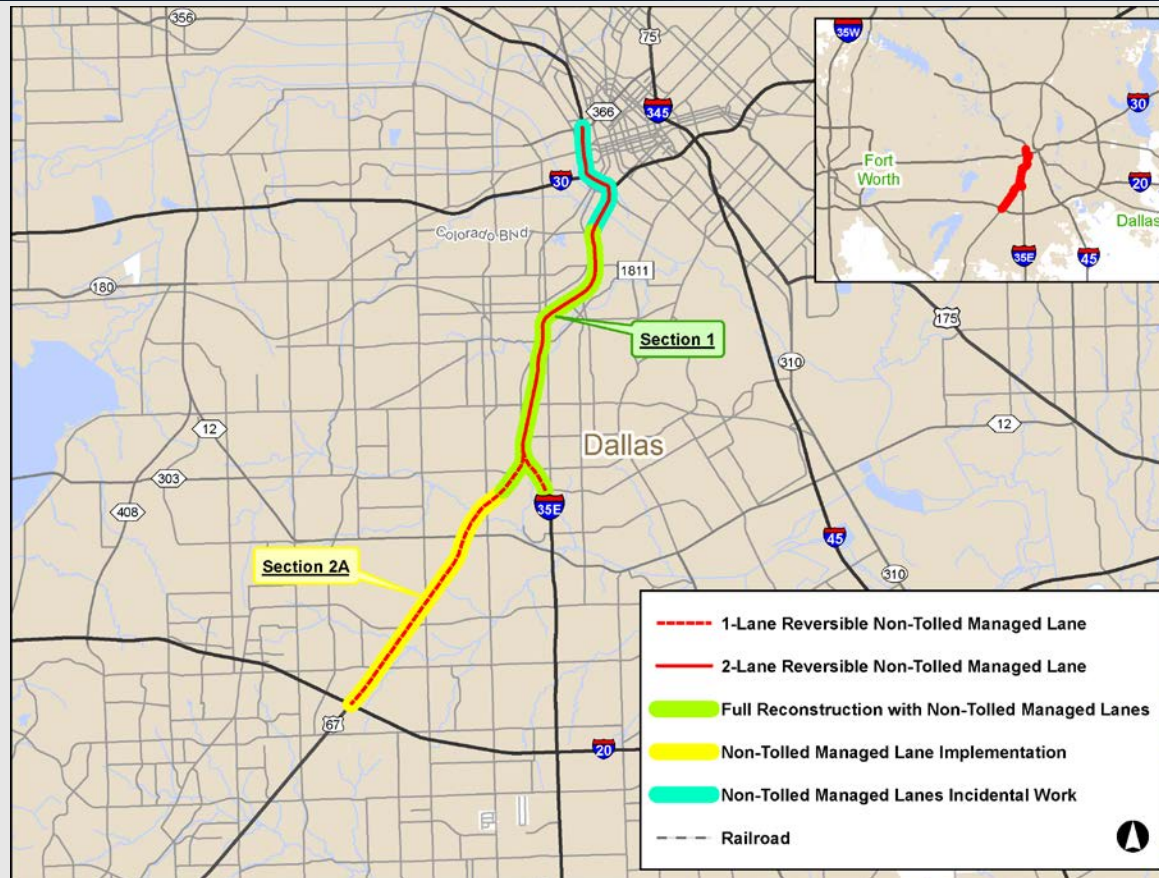 356
75
35W
366
345
30
30
Fort
Worth
20
Dallas
Colorado Blvd
35E
45
1811
180
175
Section 1
310
12
12
Dallas
303
408
35E
45
Section 2A
310
67
20
1-Lane Reversible Non-Tolled Managed Lane
2-Lane Reversible Non-Tolled Managed Lane
Full Reconstruction with Non-Tolled Managed Lanes
Non-Tolled Managed Lane Implementation
Non-Tolled Managed Lanes Incidental Work
Railroad